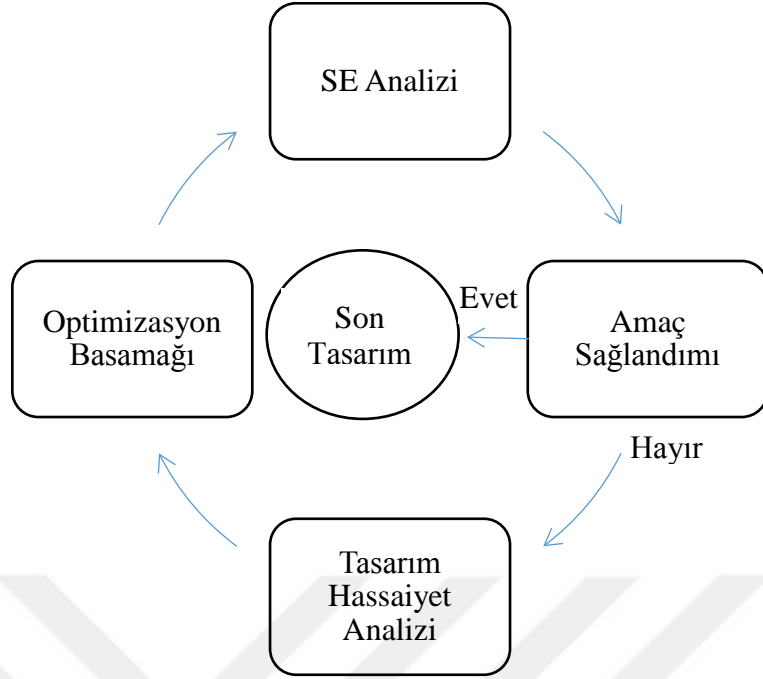 SE Analizi
Optimizasyon
Basamağı
Son
Tasarım
Evet
Amaç
Sağlandımı
Hayır
Tasarım
Hassaiyet
Analizi